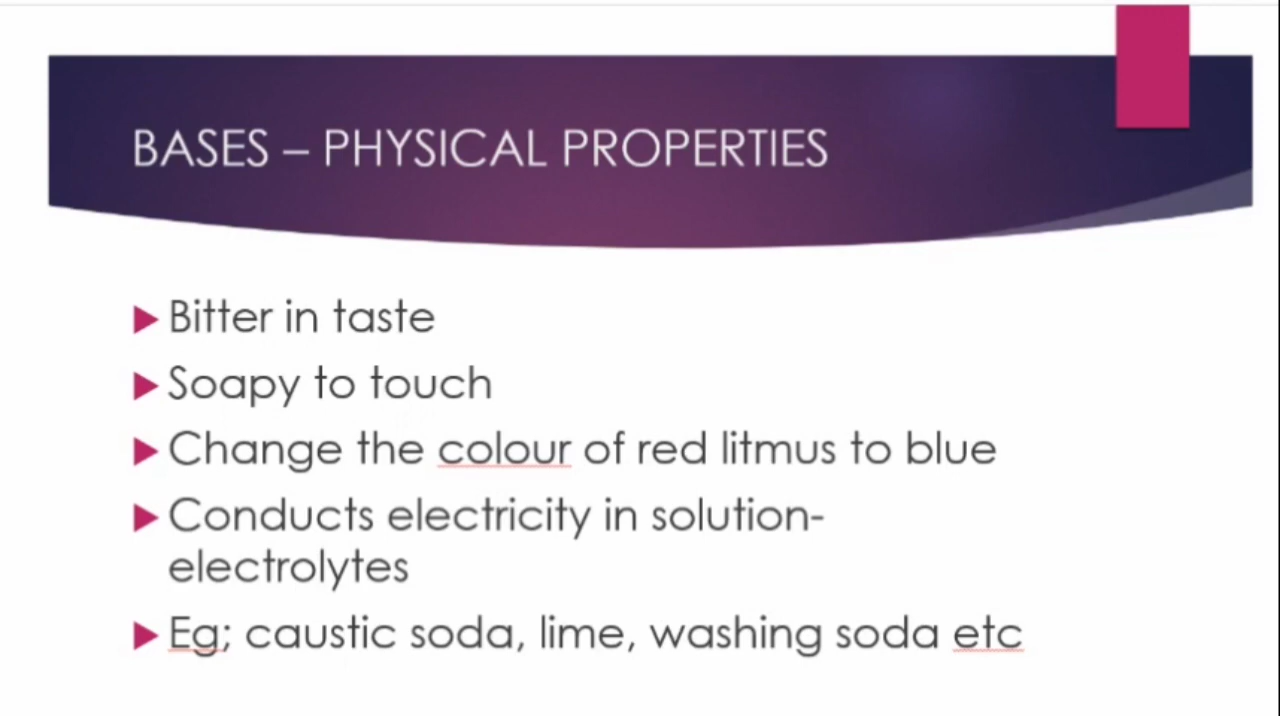 BASES – PHYSICAL PROPERTIES
Bitter in taste
Soapy to touch
Change the colour of red litmus to blue
Conducts electricity in solution-
electrolytes
Eg; caustic soda, lime, washing soda etc